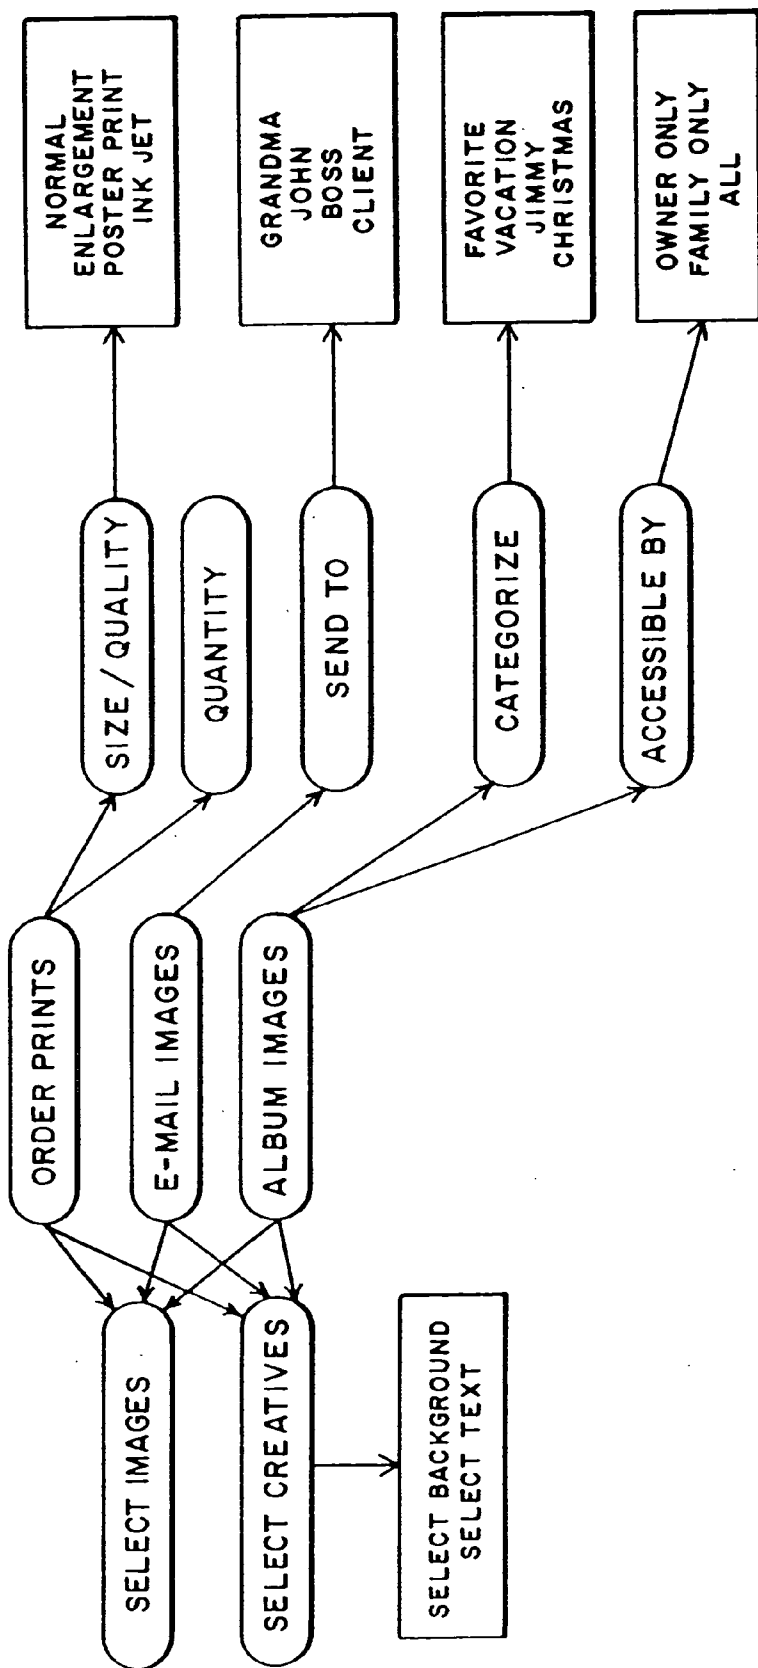 SELECT IMAGES
SELECT CREATIVES
SELECT BACKGROUND
SELECT TEXT
ORDER PRINTS
E-MAIL IMAGES
ALBUM IMAGES
SIZE / QUALITY
QUANTITY
SEND TO
CATEGORIZE
ACCESSIBLE BY
NORMAL
ENLARGEMENT
POSTER PRINT
INK JET
GRANDMA
JOHN
BOSS
CLIENT
FAVORITE
VACATION
JIMMY
CHRISTMAS
OWNER ONLY
FAMILY ONLY
ALL